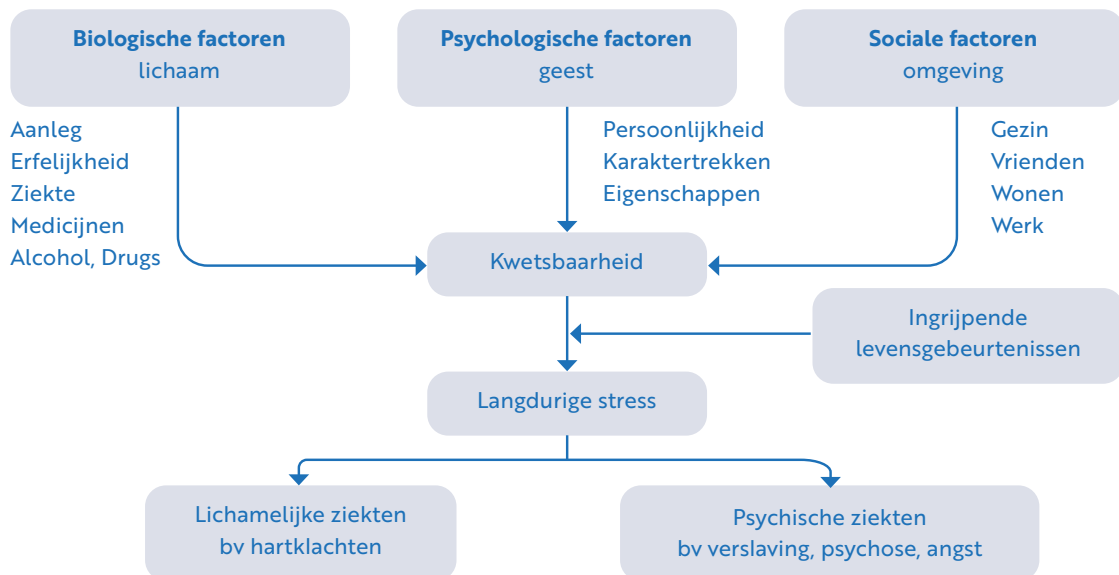 Biologische factoren
lichaam
Psychologische factoren
geest
Sociale factoren
omgeving
Aanleg
Erfelijkheid
Ziekte
Medicijnen
Alcohol, Drugs
Persoonlijkheid
Karaktertrekken
Eigenschappen
Gezin
Vrienden
Wonen
Werk
Kwetsbaarheid
Ingrijpende
levensgebeurtenissen
Langdurige stress
Lichamelijke ziekten
bv hartklachten
Psychische ziekten
bv verslaving, psychose, angst